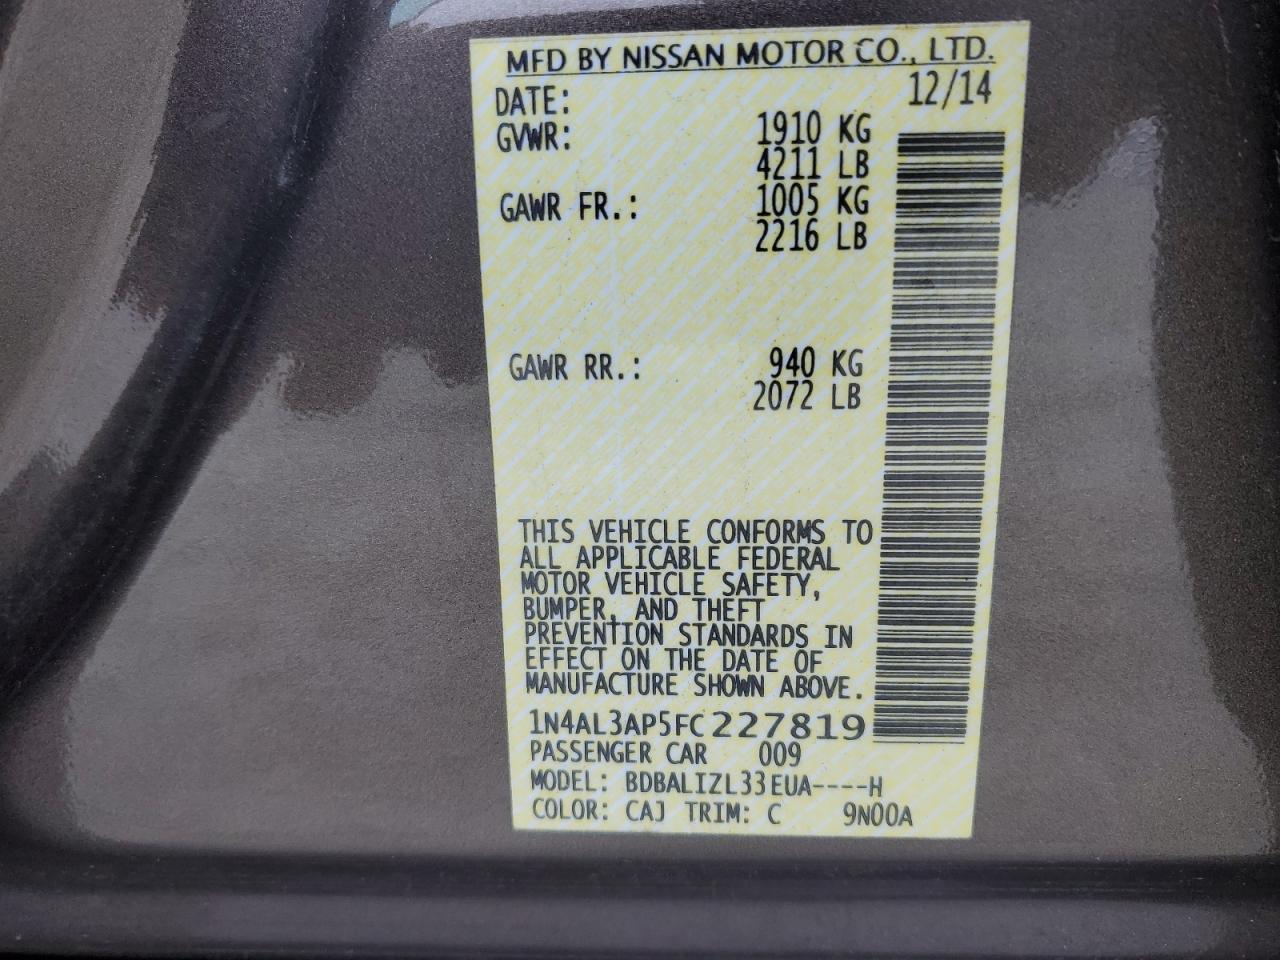 MFD BY NISSAN MOTOR CO., LTD.
DATE: 12/14
GVWR: 1910 KG
4211 LB
GAWR FR.: 1005 KG
2216 LB
GAWR RR.: 940 KG
2072 LB
THIS VEHICLE CONFORMS TO
ALL APPLICABLE FEDERAL
MOTOR VEHICLE SAFETY,
BUMPER, AND THEFT
PREVENTION STANDARDS IN
EFFECT ON THE DATE OF
MANUFACTURE SHOWN ABOVE.
1N4AL3AP5FC227819
PASSENGER CAR 009
MODEL: BDBALIZL33EUA----H
COLOR: CAJ TRIM: C 9N00A